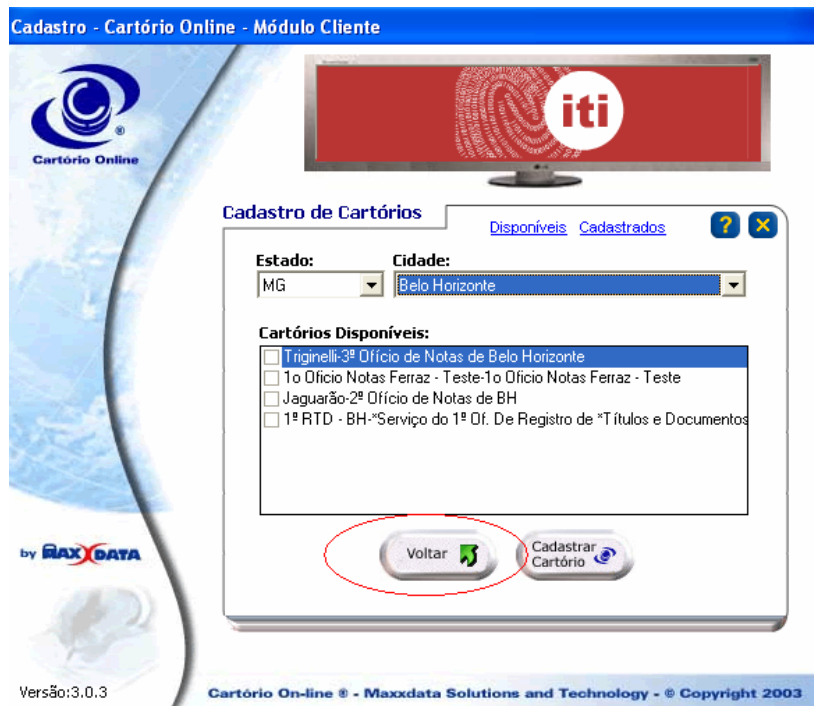 Cadastro - Cartório Online - Módulo Cliente
iti
®
Cartório Online
Cadastro de Cartórios
Disponíveis Cadastrados
? ×
Estado: Cidade:
MG Belo Horizonte
Cartórios Disponíveis:
Triginelli-3º Ofício de Notas de Belo Horizonte
1o Oficio Notas Ferraz - Teste-1o Oficio Notas Ferraz - Teste
Jaguarão-2º Ofício de Notas de BH
1º RTD - BH-*Serviço do 1º Of. De Registro de *Títulos e Documentos
Voltar Cadastrar
Cartório
by MAXXDATA
Versão:3.0.3
Cartório On-line ® - Maxxdata Solutions and Technology - © Copyright 2003